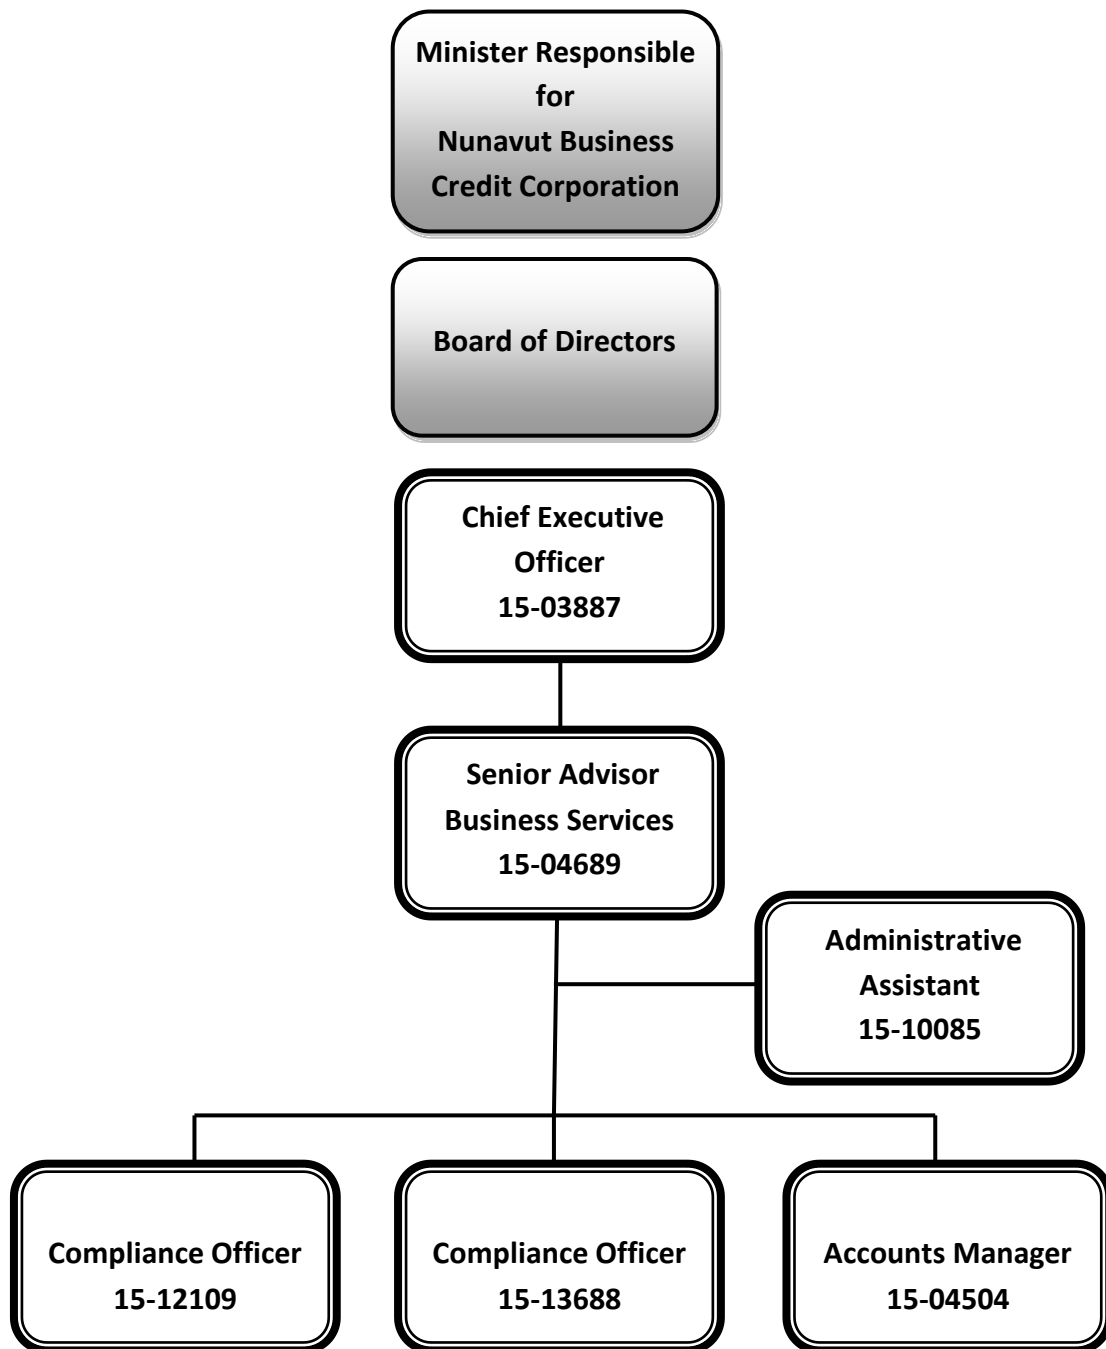 Minister Responsible
for
Nunavut Business
Credit Corporation
Board of Directors
Chief Executive
Officer
15-03887
Senior Advisor
Business Services
15-04689
Administrative
Assistant
15-10085
Compliance Officer
15-12109
Compliance Officer
15-13688
Accounts Manager
15-04504